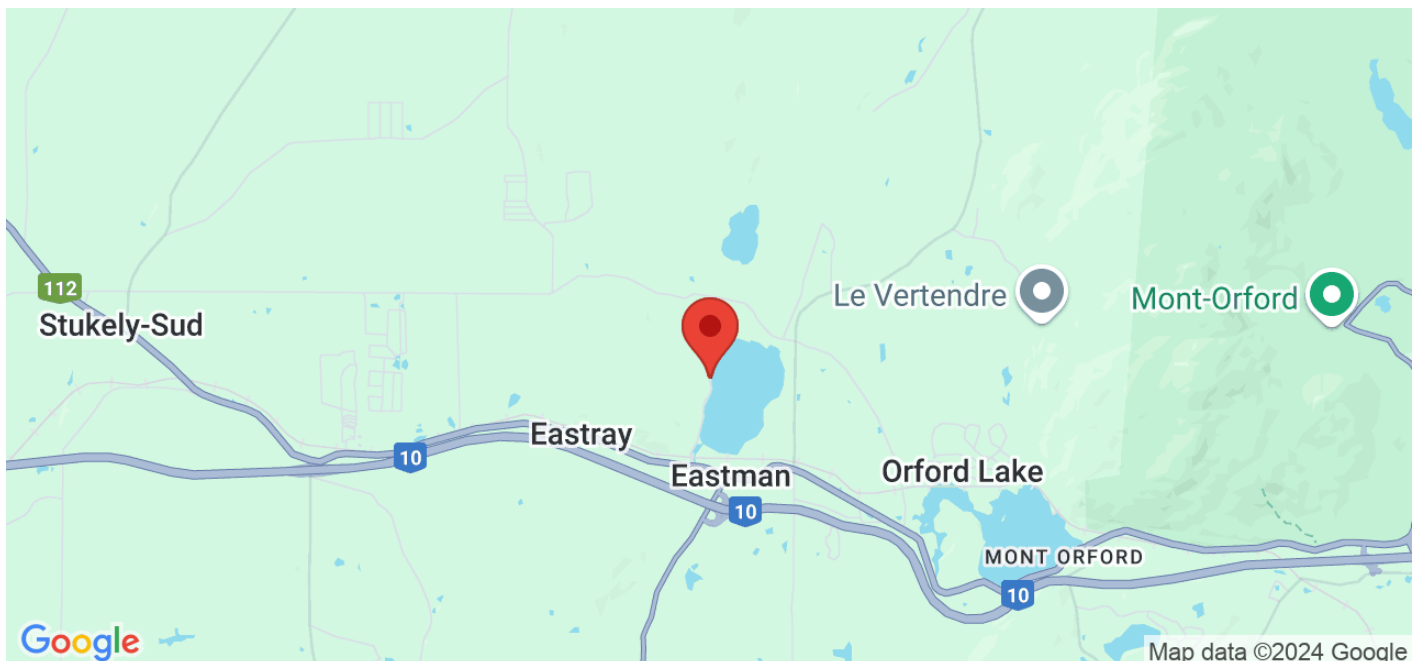 112
Stukely-Sud
Le Vertendre
Mont-Orford
Eastray
10
Eastman
Orford Lake
10
MONT ORFORD
10
Google
Map data ©2024 Google